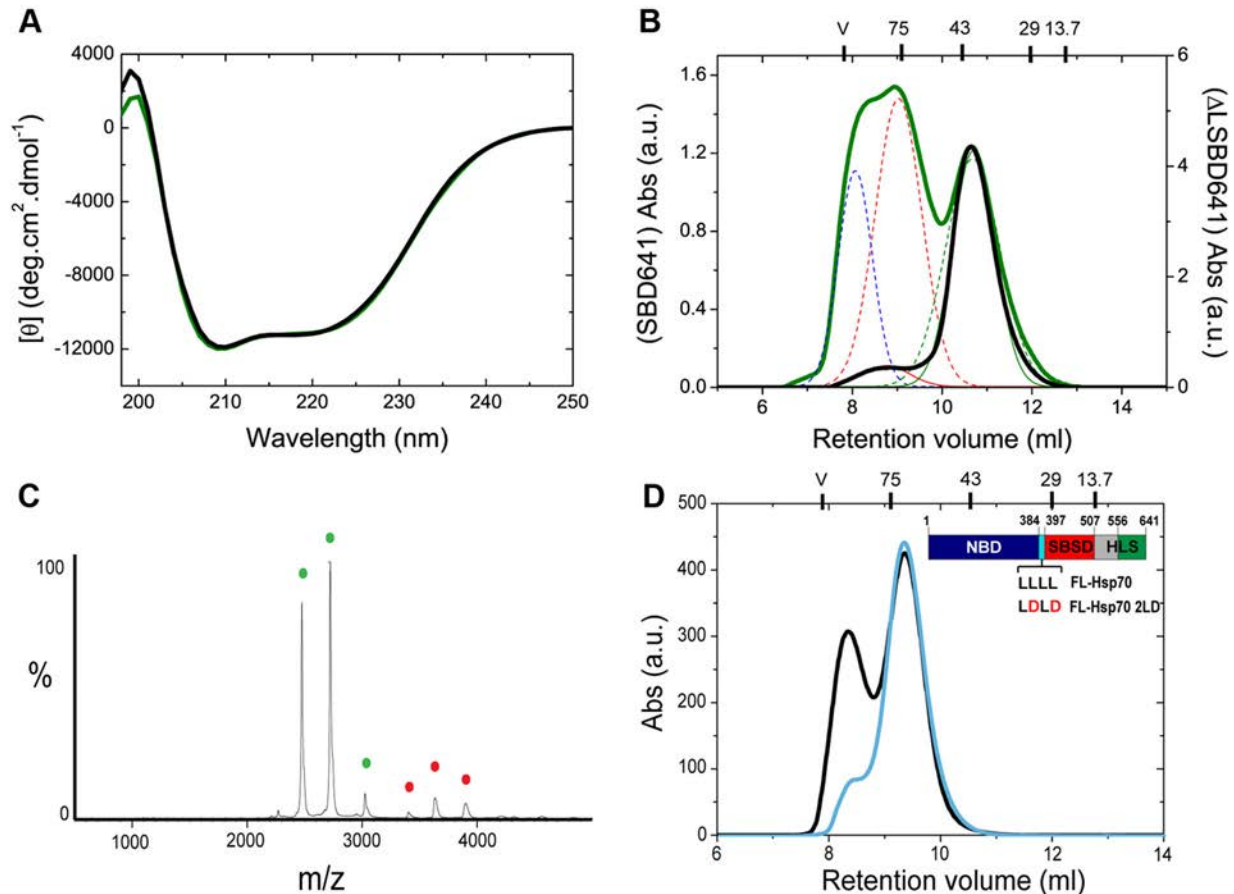 A
4000
0
-4000
-8000
-12000
[θ] (deg.cm².dmol⁻¹)
200 210 220 230 240 250
Wavelength (nm)
B
V 75 43 29 13.7
1.6
1.2
0.8
0.4
0.0
(SBD641) Abs (a.u.)
6
4
2
0
(ΔLSBD641) Abs (a.u.)
6 8 10 12 14
Retention volume (ml)
C
100
%
0
1000 2000 3000 4000
m/z
D
V 75 43 29 13.7
500
400
300
200
100
0
Abs (a.u.)
1 384 397 507 556 641
NBD SBSD HLS
LLLL FL-Hsp70
LDLD FL-Hsp70 2LD
6 8 10 12 14
Retention volume (ml)